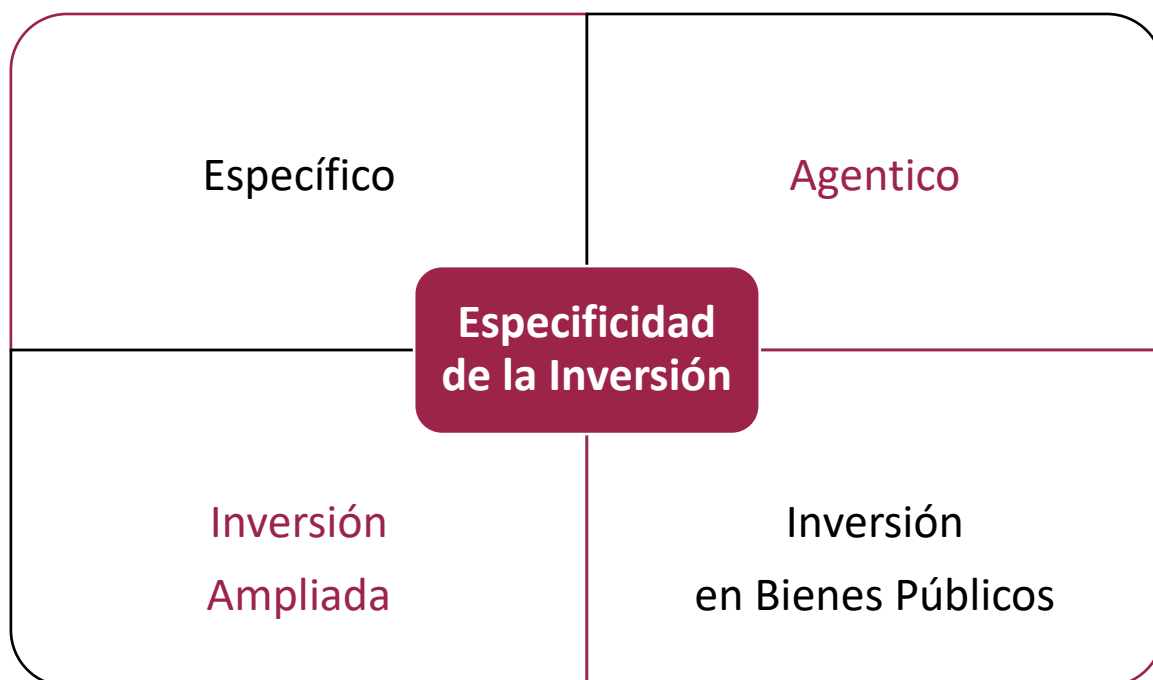 Específico
Agentico
Especificidad
de la Inversión
Inversión
Ampliada
Inversión
en Bienes Públicos